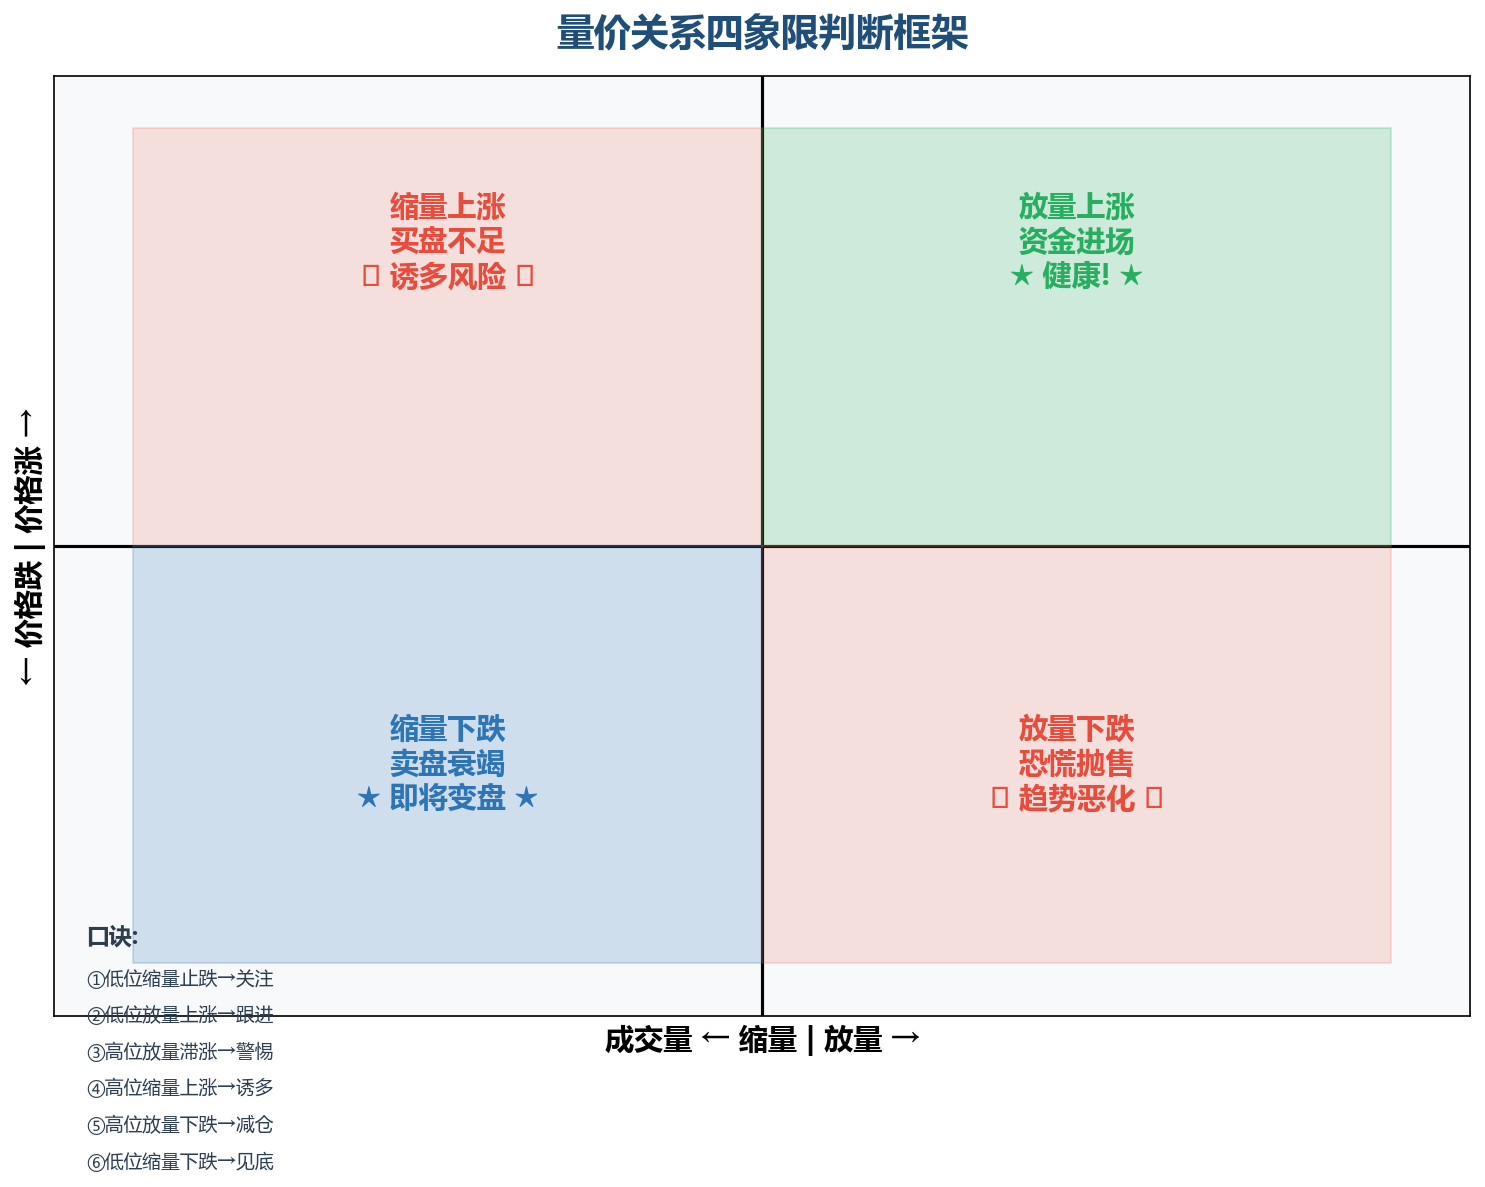 量价关系四象限判断框架
缩量上涨
买盘不足
□ 诱多风险 □
放量上涨
资金进场
★ 健康! ★
← 价格跌 | 价格涨 →
缩量下跌
卖盘衰竭
★ 即将变盘 ★
放量下跌
恐慌抛售
□ 趋势恶化 □
口诀:
①低位缩量止跌→关注
②低位放量上涨→跟进
③高位放量滞涨→警惕
④高位缩量上涨→诱多
⑤高位放量下跌→减仓
⑥低位缩量下跌→见底
成交量 ← 缩量 | 放量 →